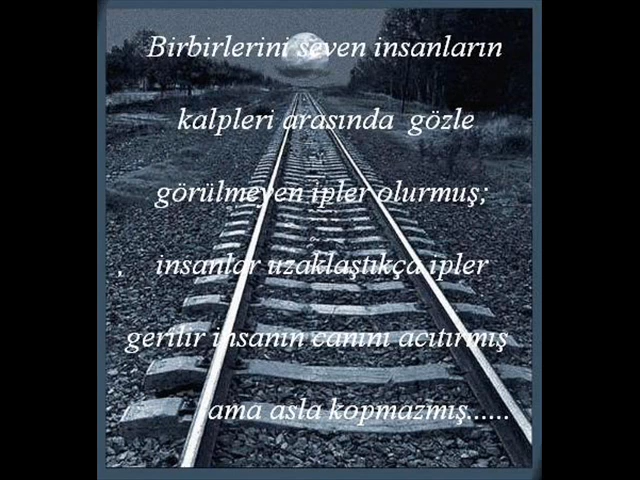 Birbirlerini seven insanların
kalpleri arasında gözle
görülmeyen ipler olurmuş;
, insanlar uzaklaştıkça ipler
gerilir insanın canını acıtırmış
ama asla kopmazmış......